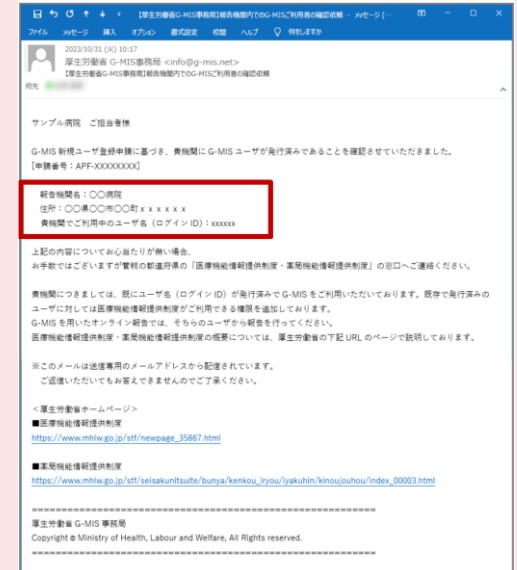 【厚生労働省G-MIS事務局】報告機関内でのG-MISご利用者の確認依頼 - メッセージ (…
ファイル メッセージ 挿入 オプション 書式設定 校閲 ヘルプ 何をしますか
2023/10/31 (火) 10:17
厚生労働省 G-MIS事務局 <info@g-mis.net>
【厚生労働省G-MIS事務局】報告機関内でのG-MISご利用者の確認依頼
宛先
サンプル病院 ご担当者様
G-MIS 新規ユーザ登録申請に基づき、貴機関に G-MIS ユーザが発行済みであることを確認させていただきました。
[申請番号：APF-XXXXXXXX]
報告機関名：〇〇病院
住所：〇〇県〇〇市〇〇町ｘｘｘｘｘｘ
貴機関でご利用中のユーザ名（ログイン ID）：xxxxxx
上記の内容についてお心当たりが無い場合、
お手数ではございますが管轄の都道府県の「医療機能情報提供制度・薬局機能情報提供制度」の窓口へご連絡ください。
貴機関につきましては、既にユーザ名（ログイン ID）が発行済みで G-MIS をご利用いただいております。既存で発行済みの
ユーザに対しては医療機能情報提供制度がご利用できる権限を追加しております。
G-MIS を用いたオンライン報告では、そちらのユーザから報告を行ってください。
医療機能情報提供制度・薬局機能情報提供制度の概要については、厚生労働省の下記 URL のページで説明しております。
※このメールは送信専用のメールアドレスから配信されています。
ご返信いただいてもお答えできませんのでご了承ください。
＜厚生労働省ホームページ＞
■医療機能情報提供制度
https://www.mhlw.go.jp/stf/newpage_35867.html
■薬局機能情報提供制度
https://www.mhlw.go.jp/stf/seisakunitsuite/bunya/kenkou_iryou/iyakuhin/kinoujouhou/index_00003.html
============================================================
厚生労働省 G-MIS 事務局
Copyright © Ministry of Health, Labour and Welfare, All Rights reserved.
============================================================